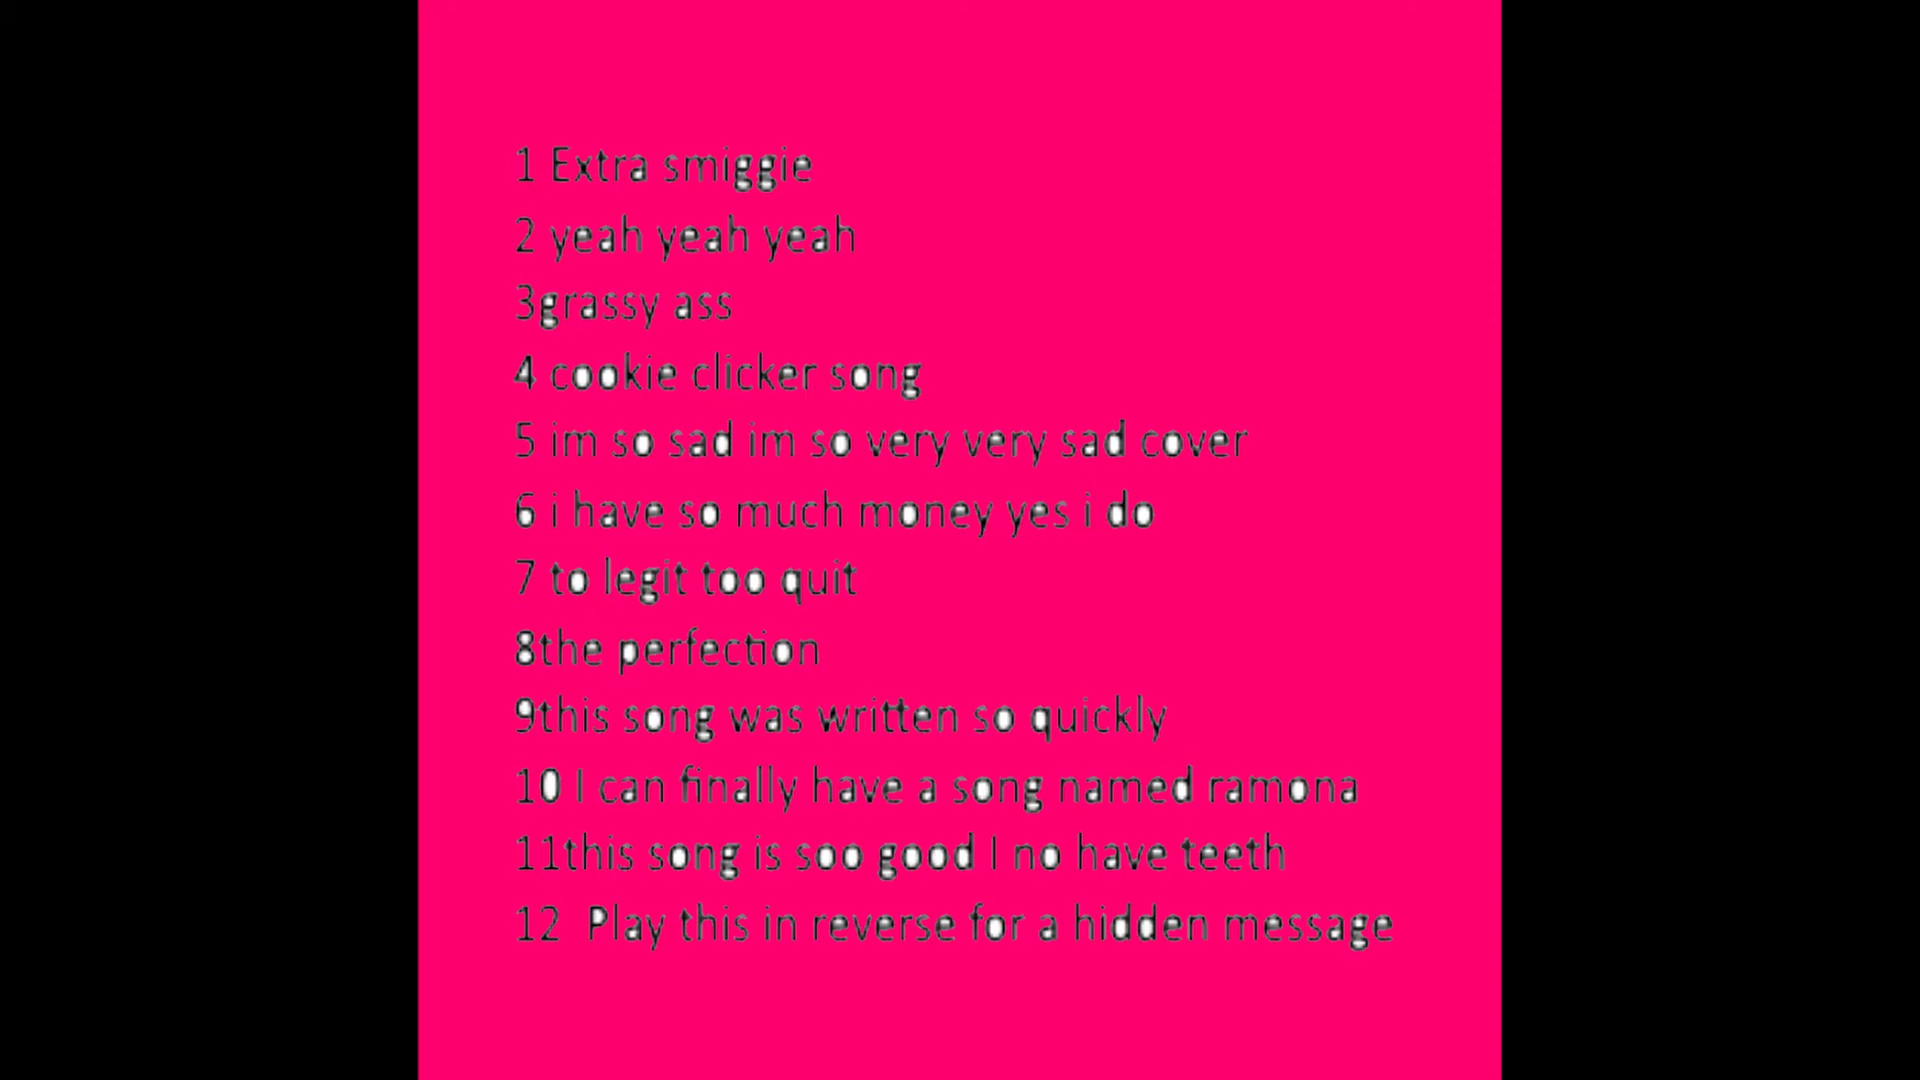 1 Extra smiggie
2 yeah yeah yeah
3grassy ass
4 cookie clicker song
5 im so sad im so very very sad cover
6 i have so much money yes i do
7 to legit too quit
8the perfection
9this song was written so quickly
10 I can finally have a song named ramona
11this song is soo good I no have teeth
12  Play this in reverse for a hidden message